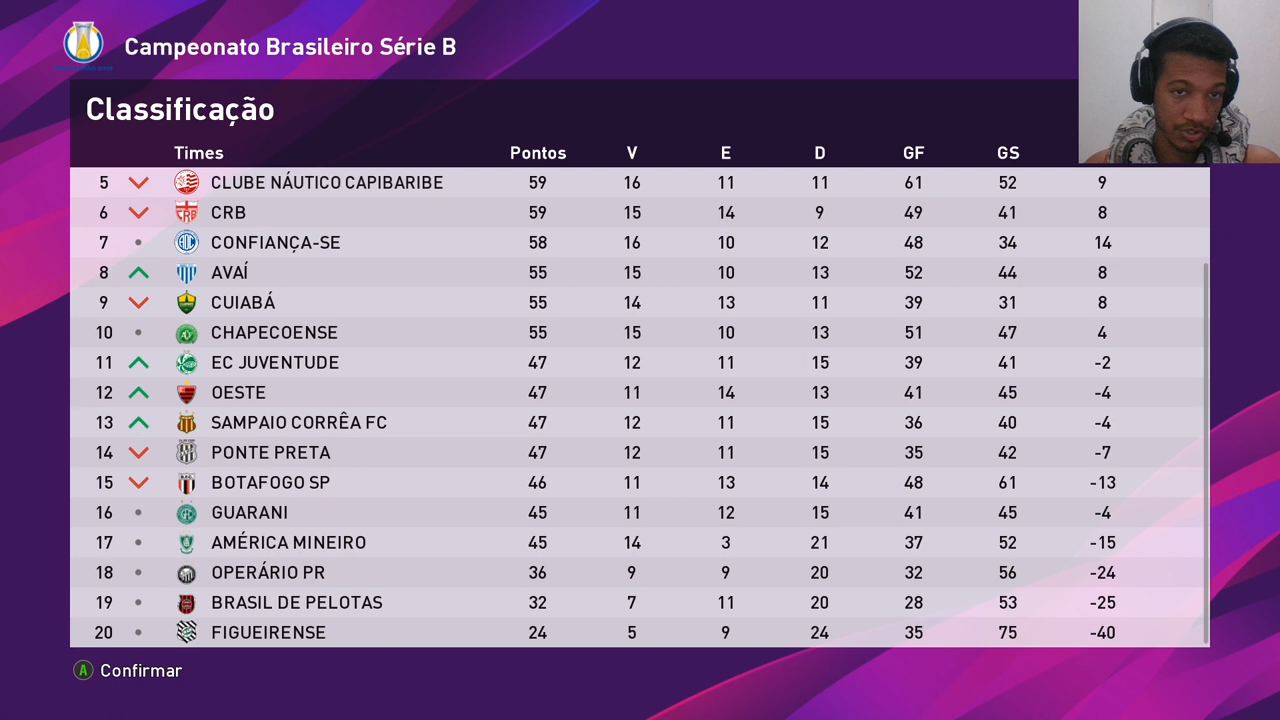 Campeonato Brasileiro Série B
Classificação
Times Pontos V E D GF GS
5 CLUBE NÁUTICO CAPIBARIBE 59 16 11 11 61 52 9
6 CRB 59 15 14 9 49 41 8
7 CONFIANÇA-SE 58 16 10 12 48 34 14
8 AVAÍ 55 15 10 13 52 44 8
9 CUIABÁ 55 14 13 11 39 31 8
10 CHAPECOENSE 55 15 10 13 51 47 4
11 EC JUVENTUDE 47 12 11 15 39 41 -2
12 OESTE 47 11 14 13 41 45 -4
13 SAMPAIO CORRÊA FC 47 12 11 15 36 40 -4
14 PONTE PRETA 47 12 11 15 35 42 -7
15 BOTAFOGO SP 46 11 13 14 48 61 -13
16 GUARANI 45 11 12 15 41 45 -4
17 AMÉRICA MINEIRO 45 14 3 21 37 52 -15
18 OPERÁRIO PR 36 9 9 20 32 56 -24
19 BRASIL DE PELOTAS 32 7 11 20 28 53 -25
20 FIGUEIRENSE 24 5 9 24 35 75 -40
A Confirmar